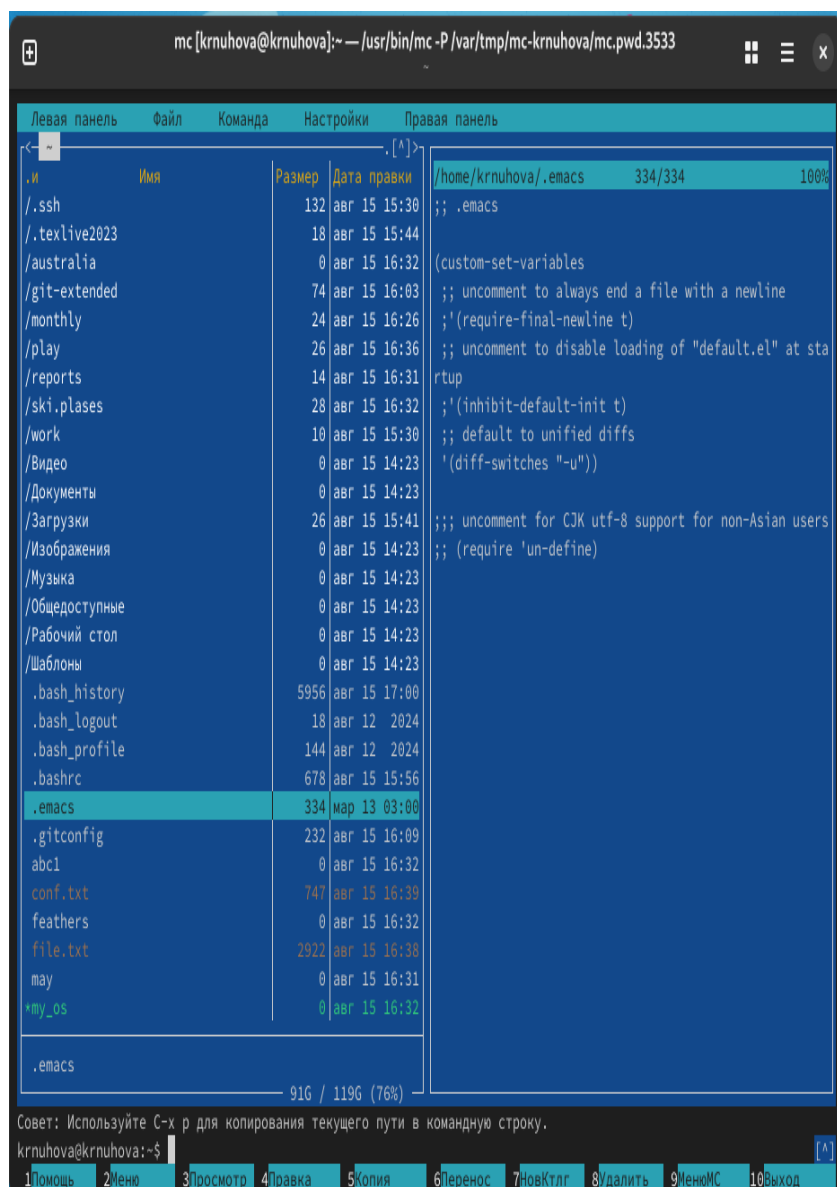 mc [krnuhova@krnuhova]:~ — /usr/bin/mc -P /var/tmp/mc-krnuhova/mc.pwd.3533
~
Левая панель Файл Команда Настройки Правая панель
<— ~ .[^]>
.и Имя Размер Дата правки
/.ssh 132 авг 15 15:30
/.texlive2023 18 авг 15 15:44
/australia 0 авг 15 16:32
/git-extended 74 авг 15 16:03
/monthly 24 авг 15 16:26
/play 26 авг 15 16:36
/reports 14 авг 15 16:31
/ski.plases 28 авг 15 16:32
/work 10 авг 15 15:30
/Видео 0 авг 15 14:23
/Документы 0 авг 15 14:23
/Загрузки 26 авг 15 15:41
/Изображения 0 авг 15 14:23
/Музыка 0 авг 15 14:23
/Общедоступные 0 авг 15 14:23
/Рабочий стол 0 авг 15 14:23
/Шаблоны 0 авг 15 14:23
.bash_history 5956 авг 15 17:00
.bash_logout 18 авг 12 2024
.bash_profile 144 авг 12 2024
.bashrc 678 авг 15 15:56
.emacs 334 мар 13 03:00
.gitconfig 232 авг 15 16:09
abc1 0 авг 15 16:32
conf.txt 747 авг 15 16:39
feathers 0 авг 15 16:32
file.txt 2922 авг 15 16:38
may 0 авг 15 16:31
*my_os 0 авг 15 16:32
.emacs
91G / 119G (76%)
/home/krnuhova/.emacs 334/334 100%
;; .emacs
(custom-set-variables
;; uncomment to always end a file with a newline
;'(require-final-newline t)
;; uncomment to disable loading of "default.el" at sta
rtup
;'(inhibit-default-init t)
;; default to unified diffs
'(diff-switches "-u"))
;;; uncomment for CJK utf-8 support for non-Asian users
;; (require 'un-define)
Совет: Используйте C-x p для копирования текущего пути в командную строку.
krnuhova@krnuhova:~$ [^]
1Помощь 2Меню 3Просмотр 4Правка 5Копия 6Перенос 7НовКтлг 8Удалить 9МенюМС 10Выход